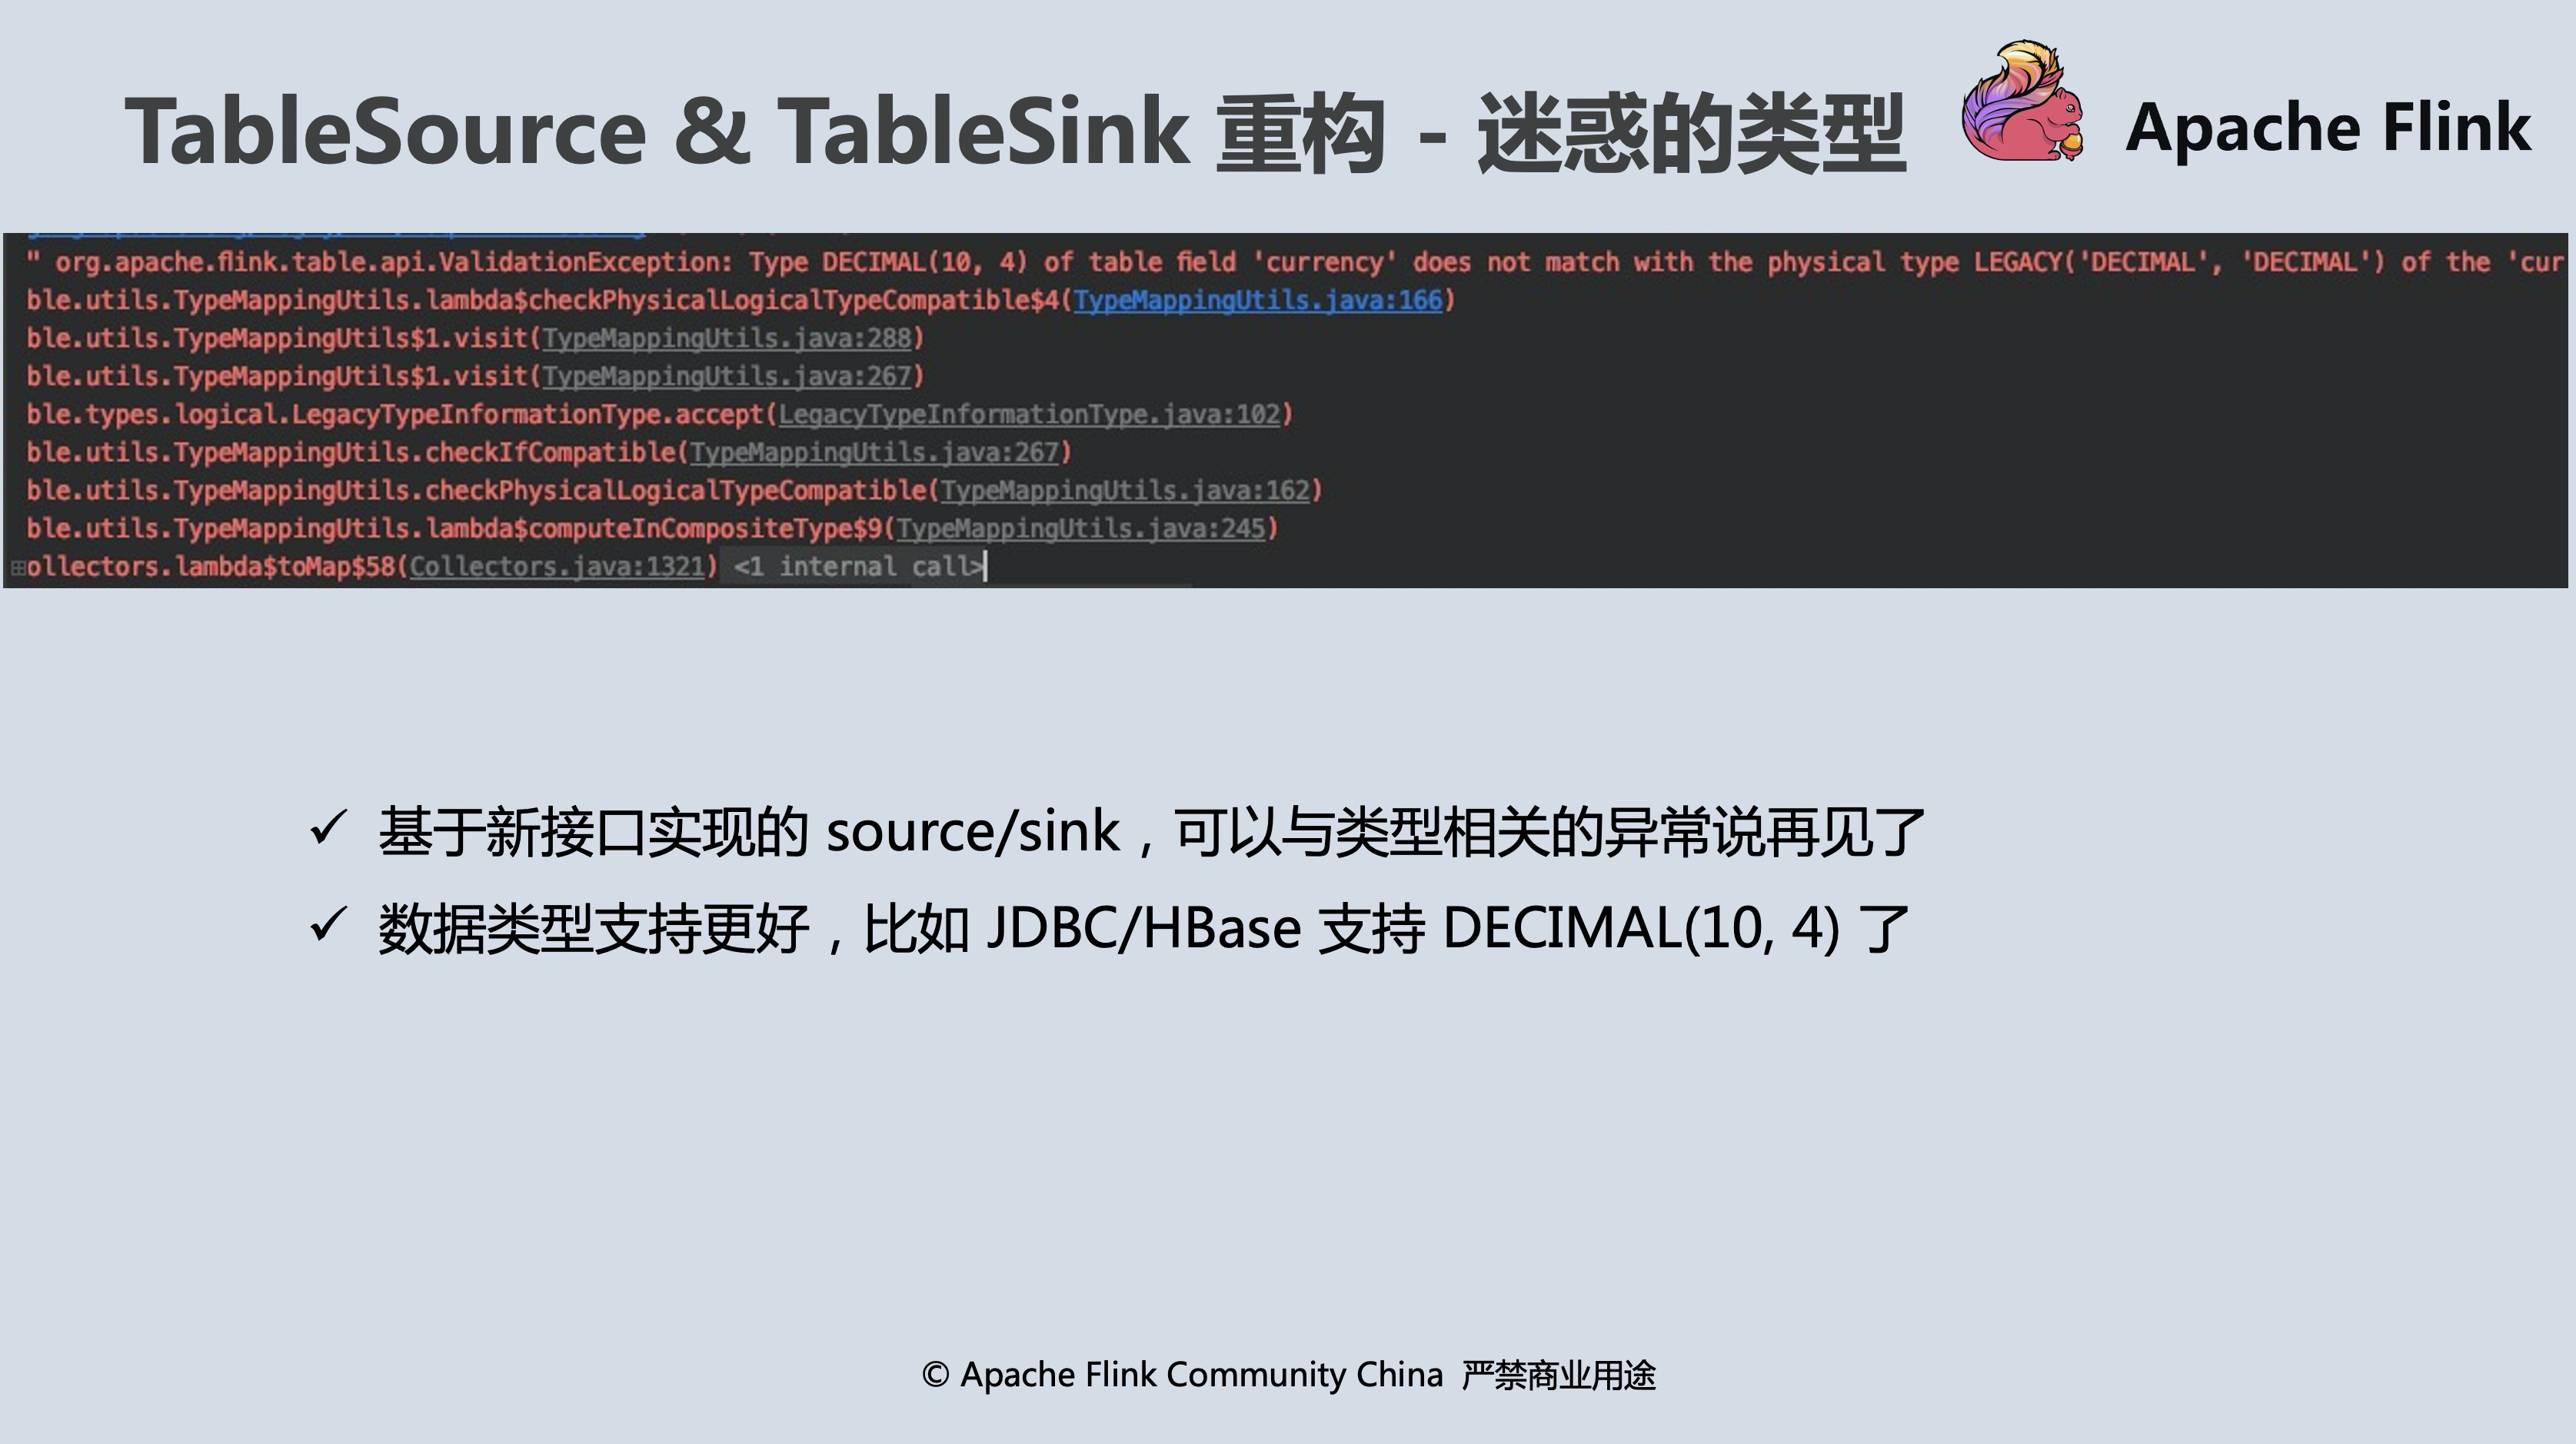 TableSource & TableSink 重构 - 迷惑的类型
Apache Flink
" org.apache.flink.table.api.ValidationException: Type DECIMAL(10, 4) of table field 'currency' does not match with the physical type LEGACY('DECIMAL', 'DECIMAL') of the 'cur
ble.utils.TypeMappingUtils.lambda$checkPhysicalLogicalTypeCompatible$4(TypeMappingUtils.java:166)
ble.utils.TypeMappingUtils$1.visit(TypeMappingUtils.java:288)
ble.utils.TypeMappingUtils$1.visit(TypeMappingUtils.java:267)
ble.types.logical.LegacyTypeInformationType.accept(LegacyTypeInformationType.java:102)
ble.utils.TypeMappingUtils.checkIfCompatible(TypeMappingUtils.java:267)
ble.utils.TypeMappingUtils.checkPhysicalLogicalTypeCompatible(TypeMappingUtils.java:162)
ble.utils.TypeMappingUtils.lambda$computeInCompositeType$9(TypeMappingUtils.java:245)
ollectors.lambda$toMap$58(Collectors.java:1321) <1 internal call>
✓ 基于新接口实现的 source/sink，可以与类型相关的异常说再见了
✓ 数据类型支持更好，比如 JDBC/HBase 支持 DECIMAL(10, 4) 了
© Apache Flink Community China 严禁商业用途